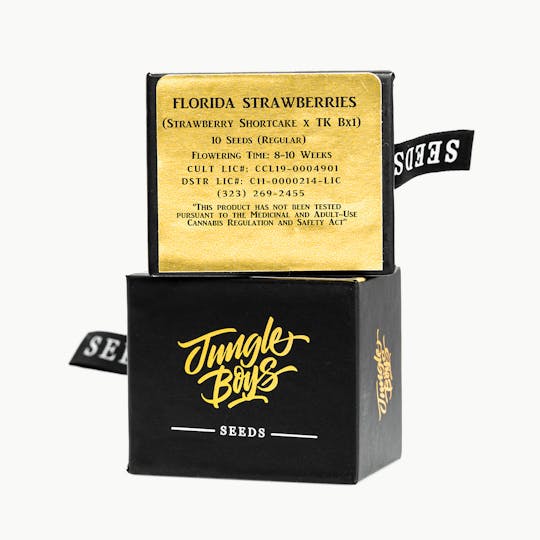 FLORIDA STRAWBERRIES
(STRAWBERRY SHORTCAKE X TK BX1)
10 SEEDS (REGULAR)
FLOWERING TIME: 8-10 WEEKS
CULT LIC#: CCL19-0004901
DSTR LIC#: C11-0000214-LIC
(323) 269-2455
"THIS PRODUCT HAS NOT BEEN TESTED
PURSUANT TO THE MEDICINAL AND ADULT-USE
CANNABIS REGULATION AND SAFETY ACT"
SEEDS
SEE
Jungle
Boys
SEEDS
Jungle
Boys